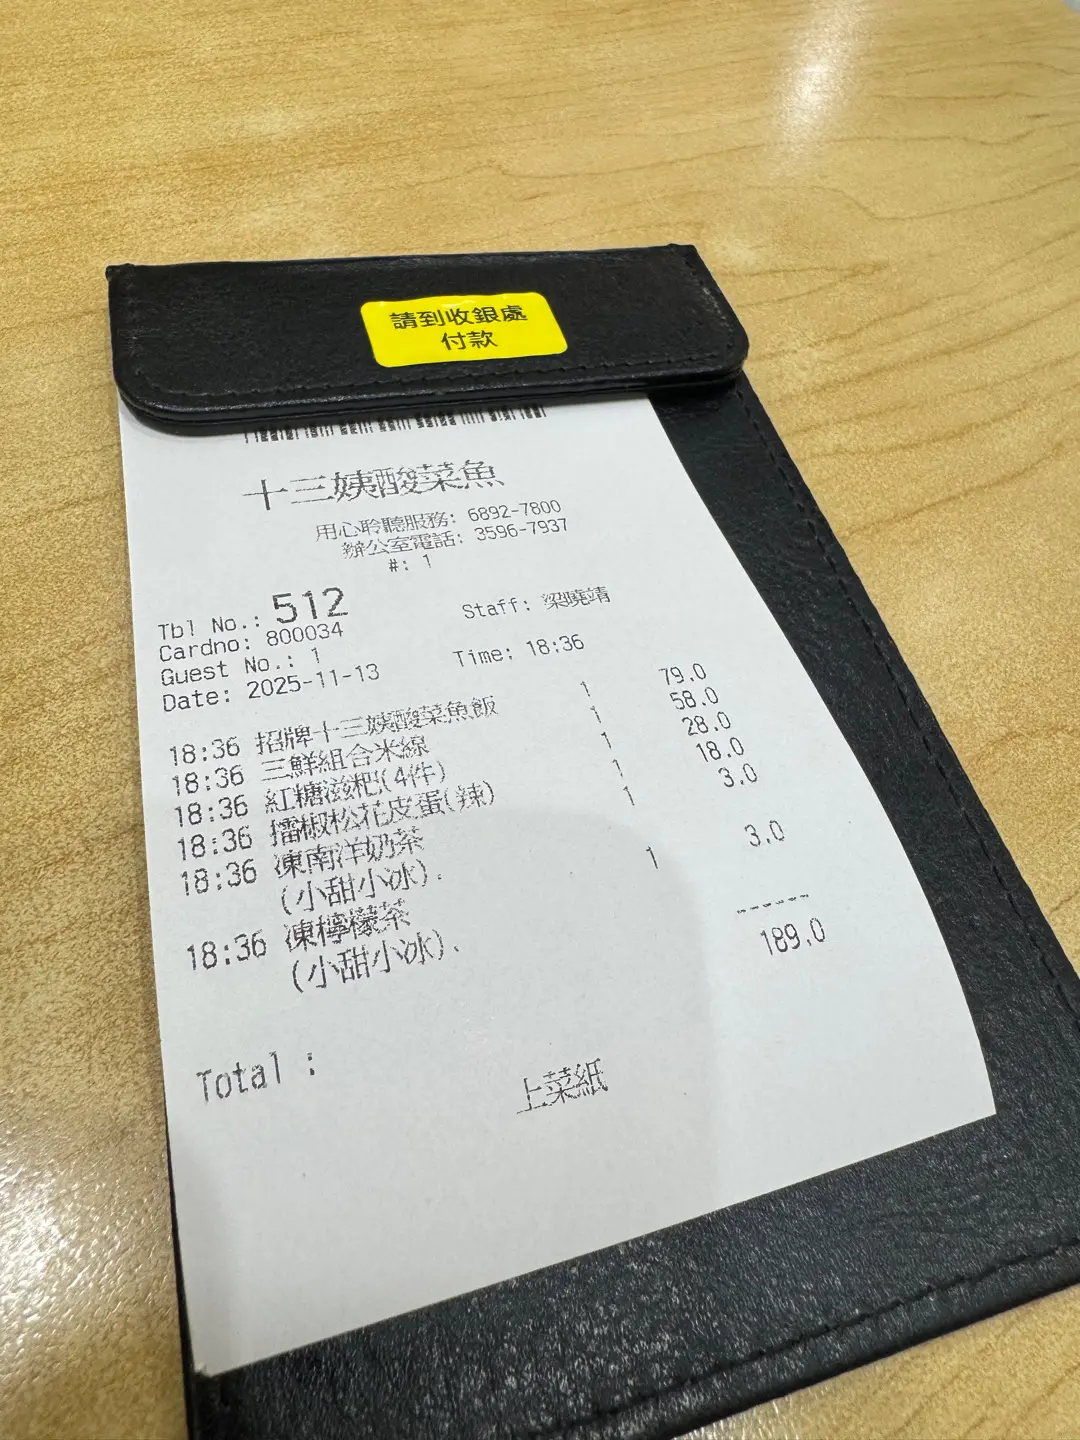 請到收銀處
付款
十三姨酸菜魚
用心聆聽服務: 6892-7800
辦公室電話: 3596-7937
#: 1
Tbl No.: 512 Staff: 梁曉靖
Cardno: 800034
Guest No.: 1
Date: 2025-11-13 Time: 18:36
18:36 招牌十三姨酸菜魚飯 1 79.0
18:36 三鮮組合米線 1 58.0
18:36 紅糖滋粑(4件) 1 28.0
18:36 擂椒松花皮蛋(辣) 1 18.0
18:36 凍南洋奶茶 1 3.0
(小甜小冰).
18:36 凍檸檬茶 1 3.0
(小甜小冰).
------
Total : 189.0
上菜紙